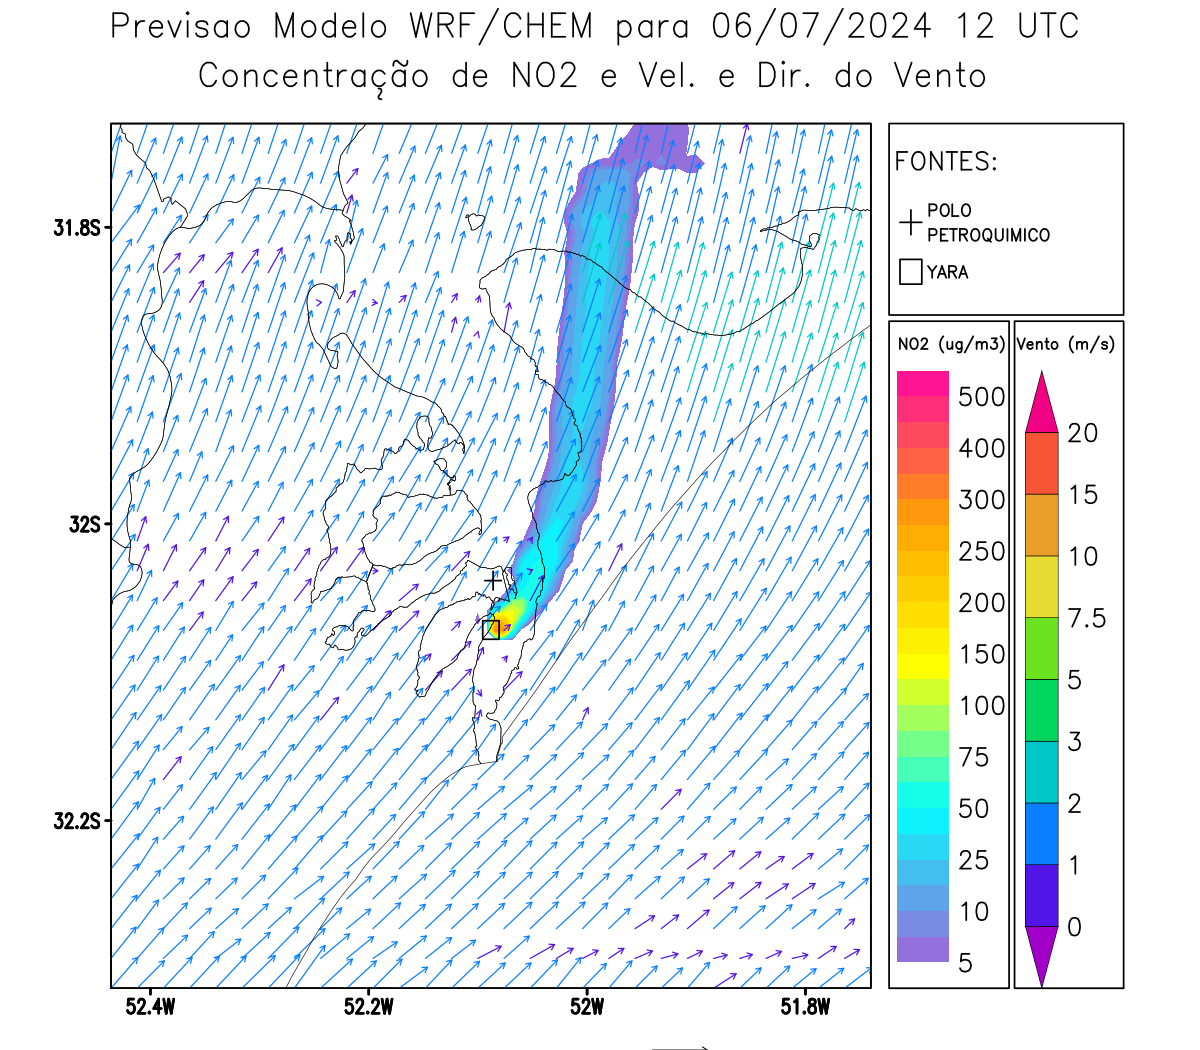 Previsao Modelo WRF/CHEM para 06/07/2024 12 UTC
Concentração de NO2 e Vel. e Dir. do Vento
FONTES:
POLO
PETROQUIMICO
YARA
NO2 (ug/m3)
500
400
300
250
200
150
100
75
50
25
10
5
Vento (m/s)
20
15
10
7.5
5
3
2
1
0
31.8S
32S
32.2S
52.4W
52.2W
52W
51.8W